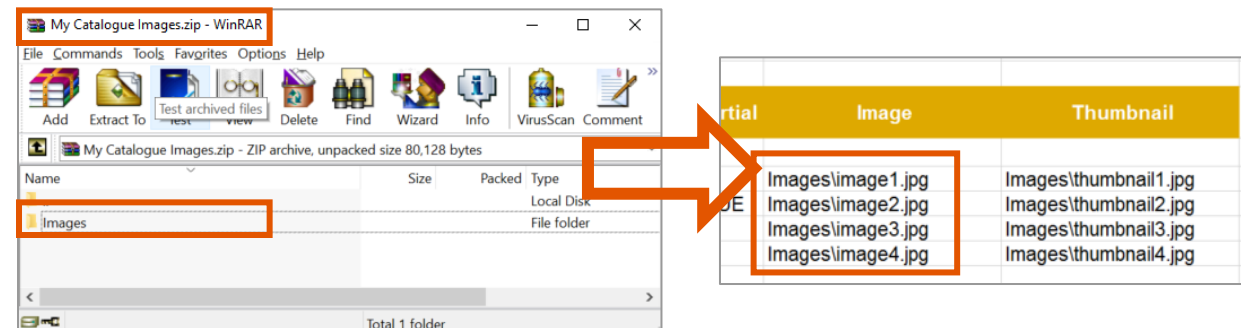 My Catalogue Images.zip - WinRAR
File Commands Tools Favorites Options Help
Add Extract To Test View Delete Find Wizard Info VirusScan Comment
Test archived files
My Catalogue Images.zip - ZIP archive, unpacked size 80,128 bytes
Name Size Packed Type
Local Disk
Images File folder
Total 1 folder
rtial Image Thumbnail
Images\image1.jpg Images\thumbnail1.jpg
UE Images\image2.jpg Images\thumbnail2.jpg
Images\image3.jpg Images\thumbnail3.jpg
Images\image4.jpg Images\thumbnail4.jpg